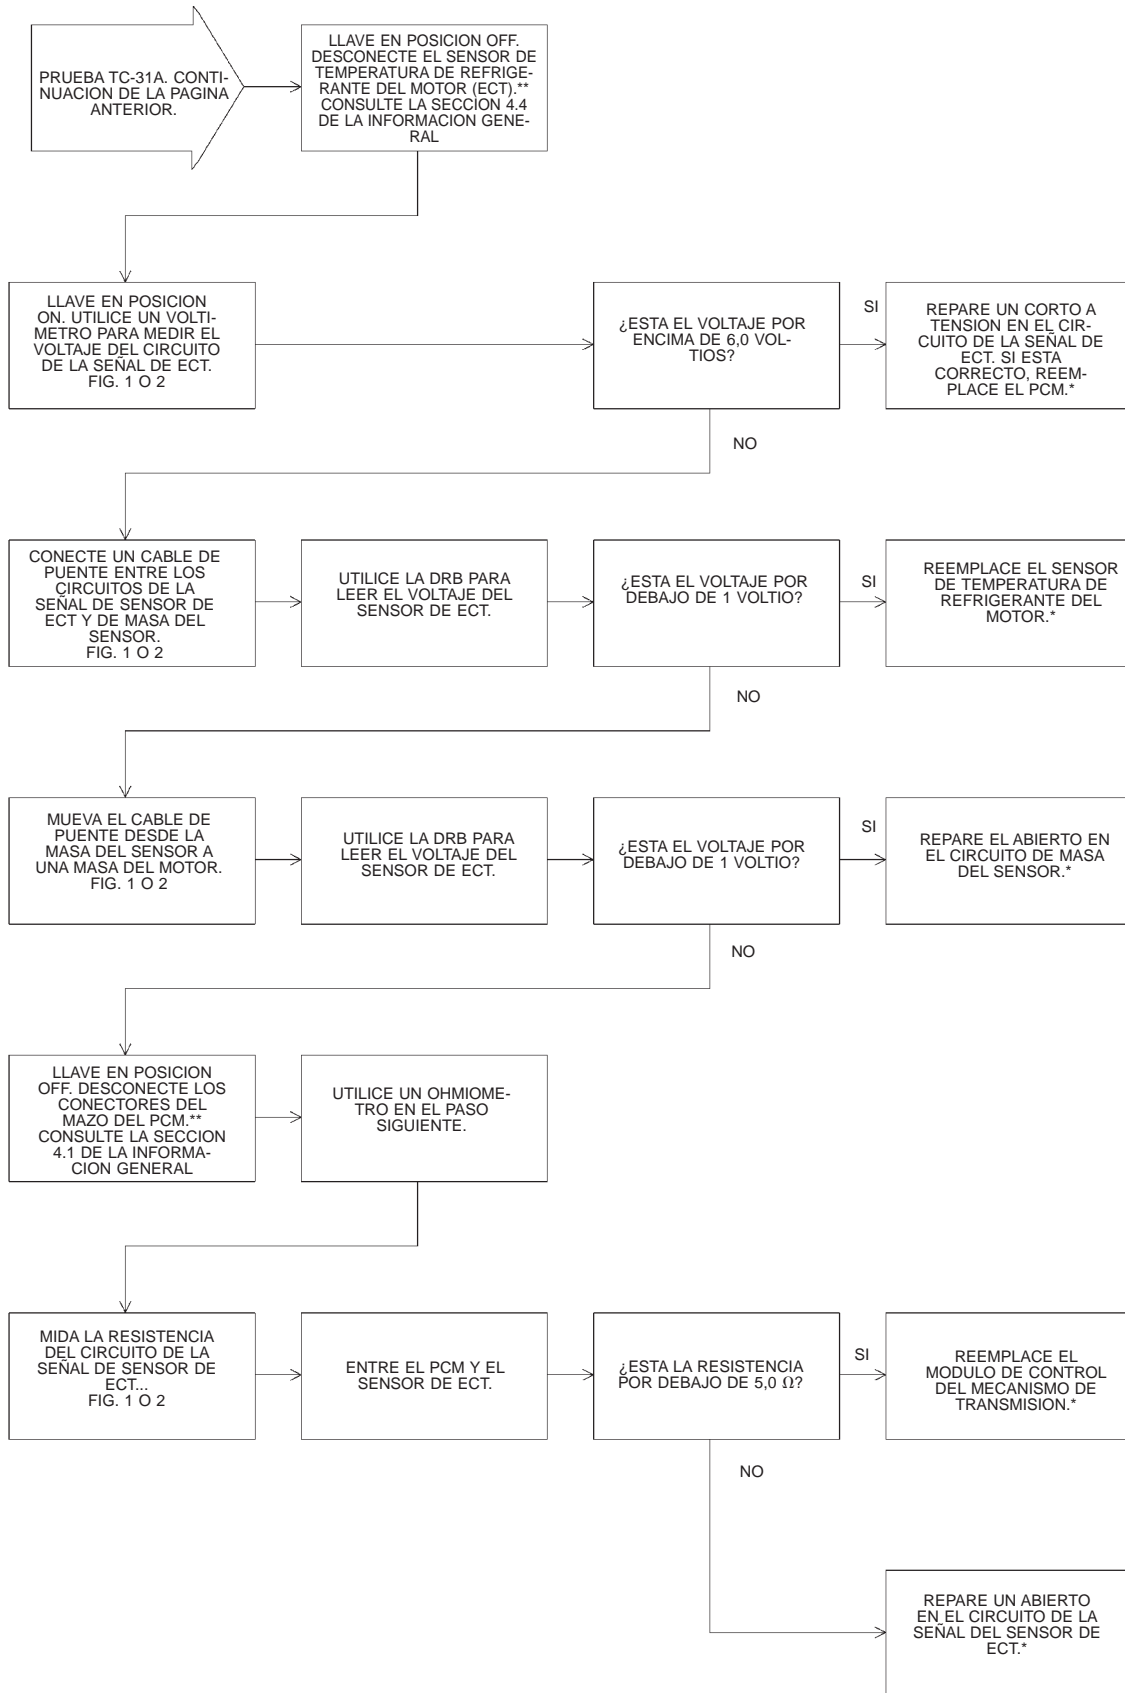 PRUEBA TC-31A. CONTI-
NUACION DE LA PAGINA
ANTERIOR.
LLAVE EN POSICION OFF.
DESCONECTE EL SENSOR DE
TEMPERATURA DE REFRIGE-
RANTE DEL MOTOR (ECT).**
CONSULTE LA SECCION 4.4
DE LA INFORMACION GENE-
RAL
LLAVE EN POSICION
ON. UTILICE UN VOLTI-
METRO PARA MEDIR EL
VOLTAJE DEL CIRCUITO
DE LA SEÑAL DE ECT.
FIG. 1 O 2
¿ESTA EL VOLTAJE POR
ENCIMA DE 6,0 VOL-
TIOS?
SI
REPARE UN CORTO A
TENSION EN EL CIR-
CUITO DE LA SEÑAL DE
ECT. SI ESTA
CORRECTO, REEM-
PLACE EL PCM.*
NO
CONECTE UN CABLE DE
PUENTE ENTRE LOS
CIRCUITOS DE LA
SEÑAL DE SENSOR DE
ECT Y DE MASA DEL
SENSOR.
FIG. 1 O 2
UTILICE LA DRB PARA
LEER EL VOLTAJE DEL
SENSOR DE ECT.
¿ESTA EL VOLTAJE POR
DEBAJO DE 1 VOLTIO?
SI
REEMPLACE EL SENSOR
DE TEMPERATURA DE
REFRIGERANTE DEL
MOTOR.*
NO
MUEVA EL CABLE DE
PUENTE DESDE LA
MASA DEL SENSOR A
UNA MASA DEL MOTOR.
FIG. 1 O 2
UTILICE LA DRB PARA
LEER EL VOLTAJE DEL
SENSOR DE ECT.
¿ESTA EL VOLTAJE POR
DEBAJO DE 1 VOLTIO?
SI
REPARE EL ABIERTO EN
EL CIRCUITO DE MASA
DEL SENSOR.*
NO
LLAVE EN POSICION
OFF. DESCONECTE LOS
CONECTORES DEL
MAZO DEL PCM.**
CONSULTE LA SECCION
4.1 DE LA INFORMA-
CION GENERAL
UTILICE UN OHMIOME-
TRO EN EL PASO
SIGUIENTE.
MIDA LA RESISTENCIA
DEL CIRCUITO DE LA
SEÑAL DE SENSOR DE
ECT...
FIG. 1 O 2
ENTRE EL PCM Y EL
SENSOR DE ECT.
¿ESTA LA RESISTENCIA
POR DEBAJO DE 5,0 Ω?
SI
REEMPLACE EL
MODULO DE CONTROL
DEL MECANISMO DE
TRANSMISION.*
NO
REPARE UN ABIERTO
EN EL CIRCUITO DE LA
SEÑAL DEL SENSOR DE
ECT.*